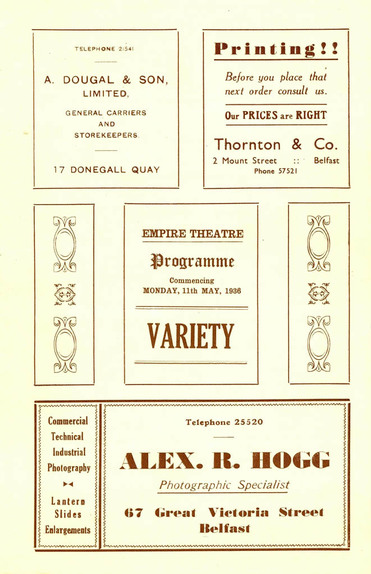 TELEPHONE 2541
A. DOUGAL & SON,
LIMITED,
GENERAL CARRIERS
AND
STOREKEEPERS
17 DONEGALL QUAY
Printing!!
Before you place that
next order consult us.
Our PRICES are RIGHT
Thornton & Co.
2 Mount Street :: Belfast
Phone 57521
EMPIRE THEATRE
Programme
Commencing
MONDAY, 11th MAY, 1936
VARIETY
Commercial
Technical
Industrial
Photography
Lantern
Slides
Enlargements
Telephone 25520
ALEX. R. HOGG
Photographic Specialist
67 Great Victoria Street
Belfast